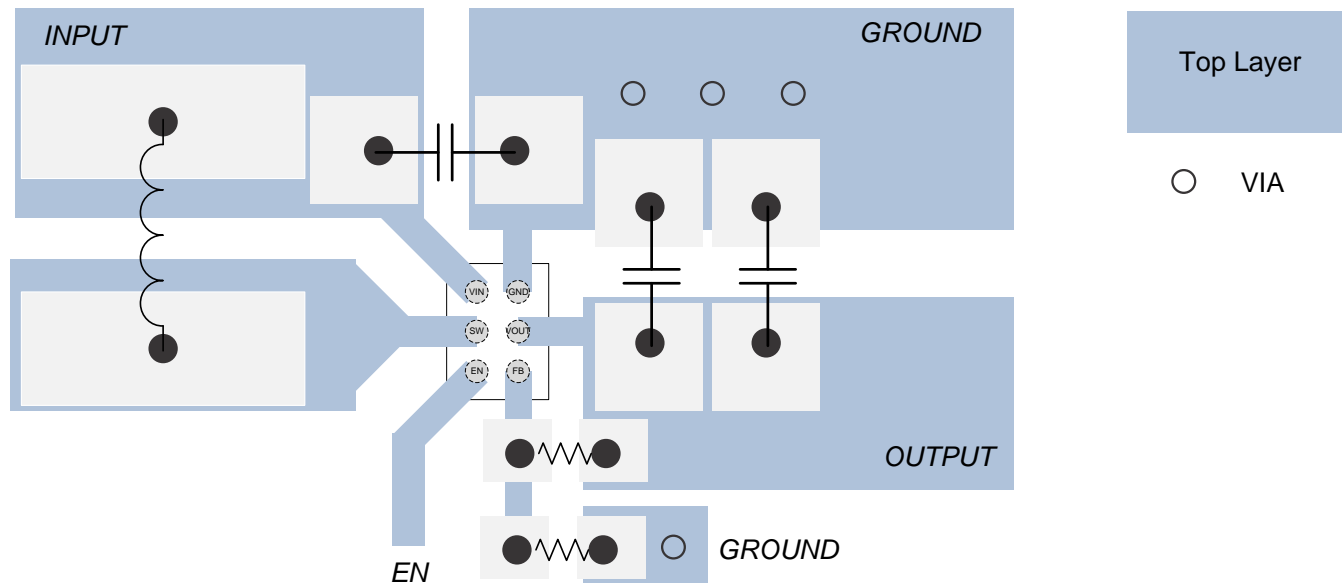 INPUT
GROUND
Top Layer
VIA
VIN
GND
SW
VOUT
EN
FB
OUTPUT
GROUND
EN